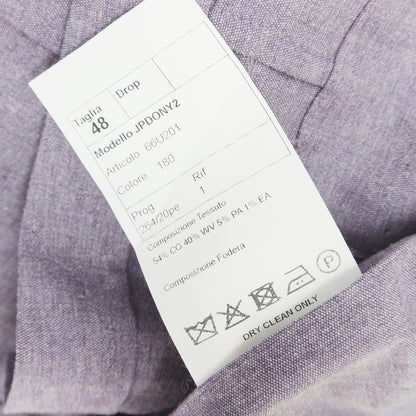 Taglia Drop
48
Modello JPDONY2
Articolo 66U201
Colore 180
Prog Rif
264/20pe 1
Composizione Tessuto
54% CO 40% WV 5% PA 1% EA
Composizione Fodera
P
DRY CLEAN ONLY